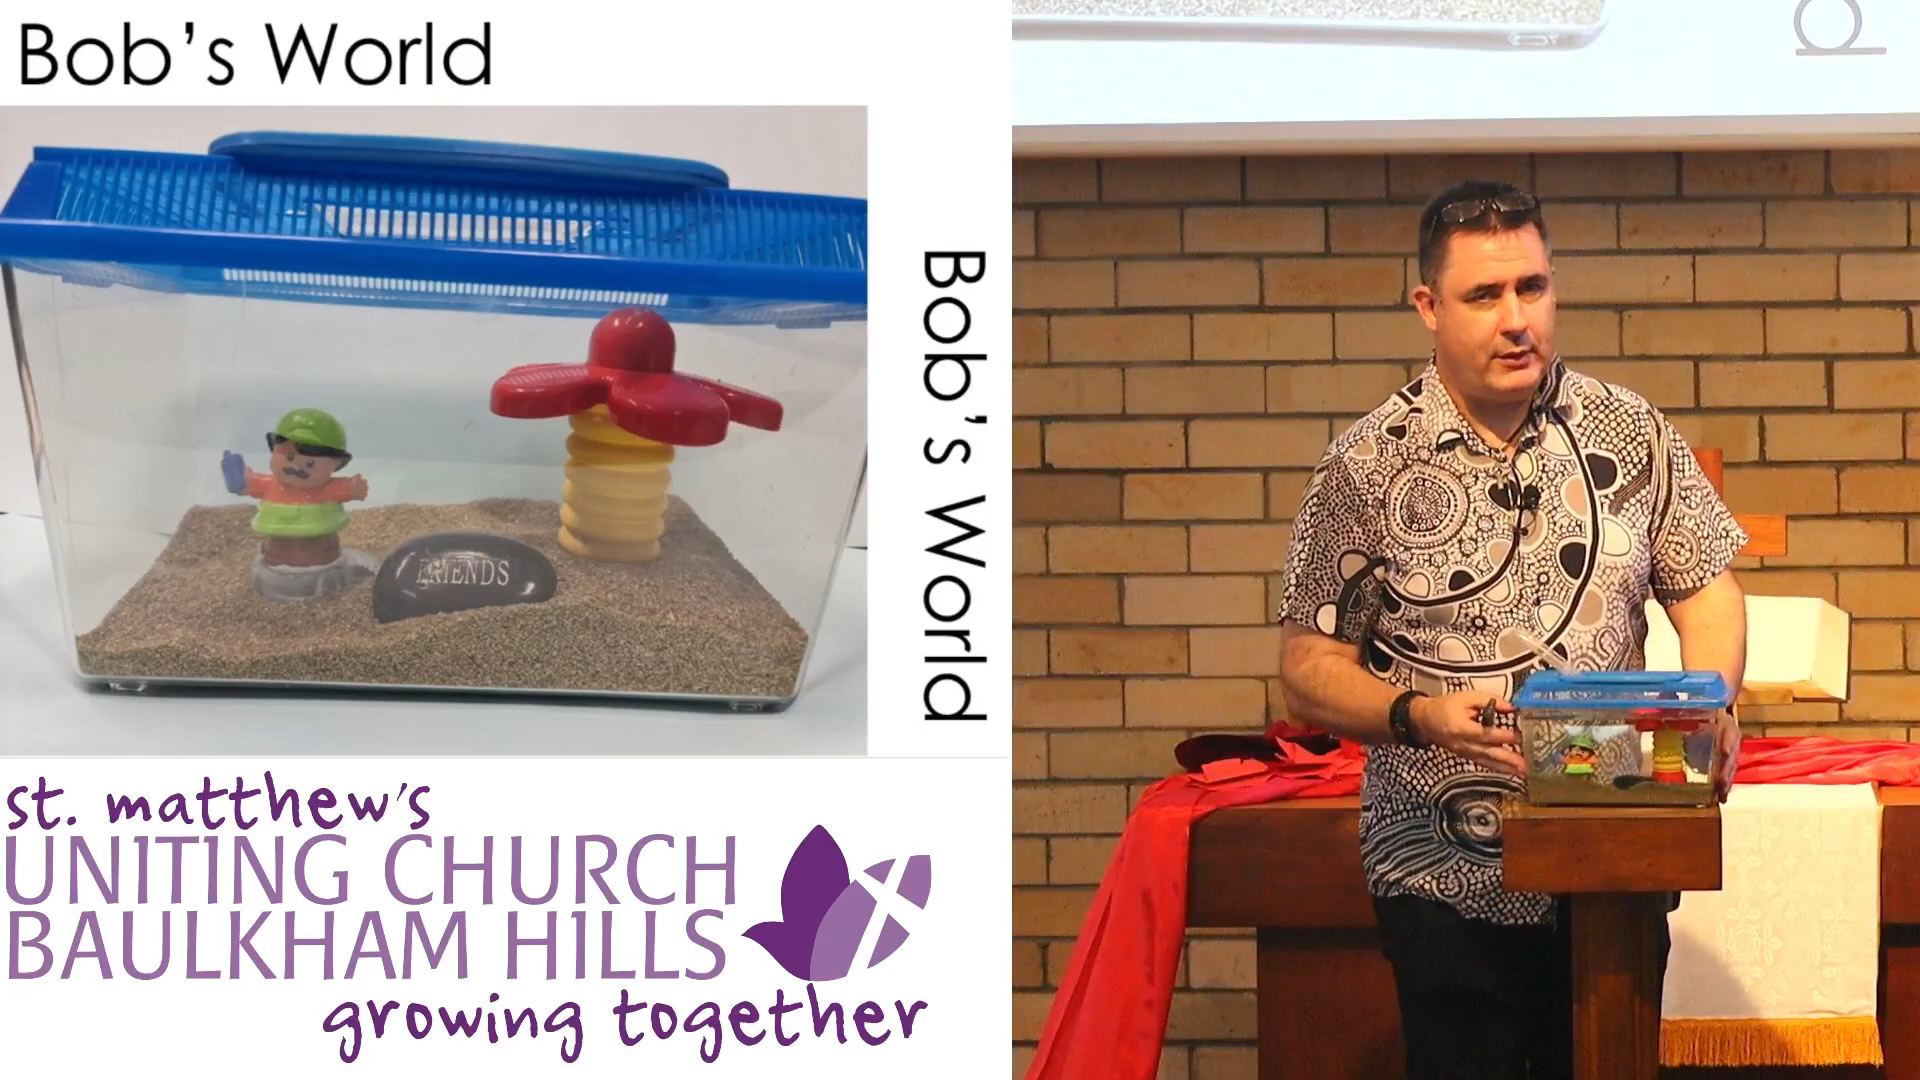 Bob's World
FRIENDS
Bob's World
st. matthew's
UNITING CHURCH
BAULKHAM HILLS
growing together